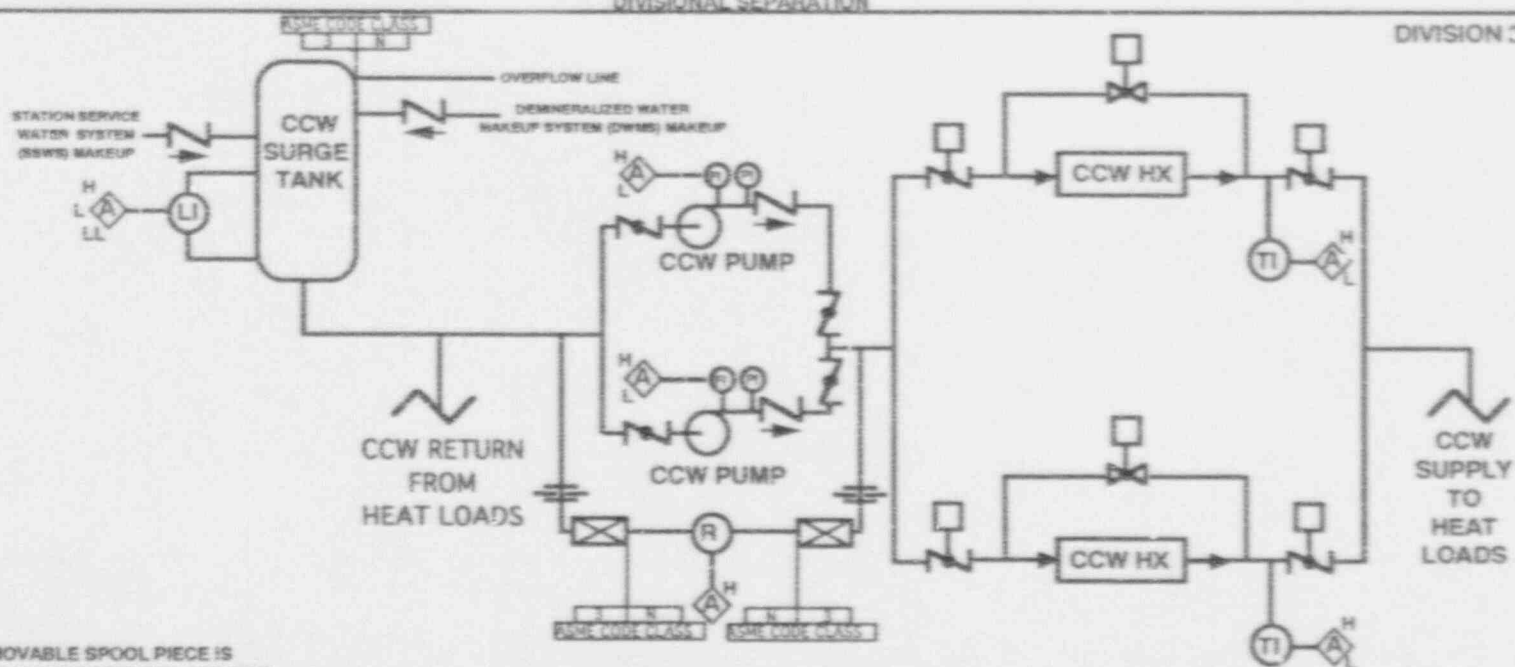 DIVISIONAL SEPARATION
DIVISION
ASME CODE CLASS
3 N
OVERFLOW LINE
STATION SERVICE
WATER SYSTEM
(SSWS) MAKEUP
DEMINERALIZED WATER
MAKEUP SYSTEM (DWMS) MAKEUP
CCW
SURGE
TANK
H
L A
LL
LI
H
A
L
PI
CCW PUMP
H
A
L
PI
CCW PUMP
CCW HX
TI
A
H
L
CCW HX
TI
A
H
L
CCW RETURN
FROM
HEAT LOADS
CCW
SUPPLY
TO
HEAT
LOADS
R
A
H
3 N
ASME CODE CLASS
N 3
ASME CODE CLASS
MOVABLE SPOOL PIECE IS